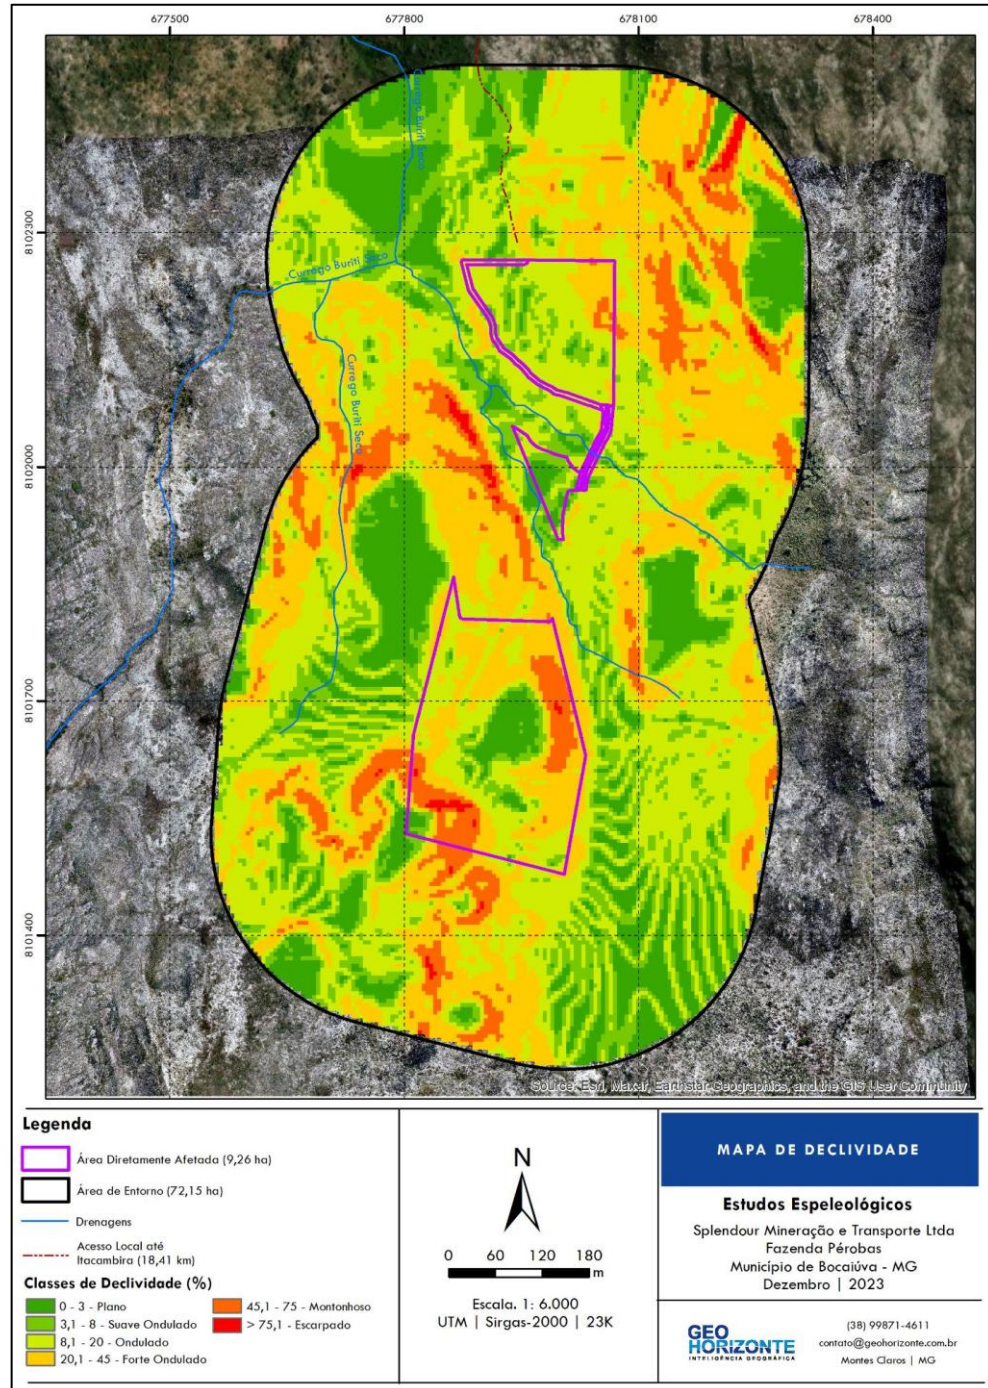 677500
677800
678100
678400
8102300
8102000
8101700
8101400
Currago Buriti Seco
Currago Buriti Seco
Currago Buriti Seco
Source: Esri, Maxar, Earthstar Geographics, and the GIS User Community
Legenda
Área Diretamente Afetada (9,26 ha)
Área de Entorno (72,15 ha)
Drenagens
Acesso Local até
Itacambira (18,41 km)
Classes de Declividade (%)
0 - 3 - Plano
3,1 - 8 - Suave Ondulado
8,1 - 20 - Ondulado
20,1 - 45 - Forte Ondulado
45,1 - 75 - Montonhoso
> 75,1 - Escarpado
N
0 60 120 180
m
Escala. 1: 6.000
UTM | Sirgas-2000 | 23K
MAPA DE DECLIVIDADE
Estudos Espeleológicos
Splendour Mineração e Transporte Ltda
Fazenda Pérobas
Município de Bocaiúva - MG
Dezembro | 2023
GEO
HORIZONTE
INTELIGÊNCIA GEOGRÁFICA
(38) 99871-4611
contato@geohorizonte.com.br
Montes Claros | MG